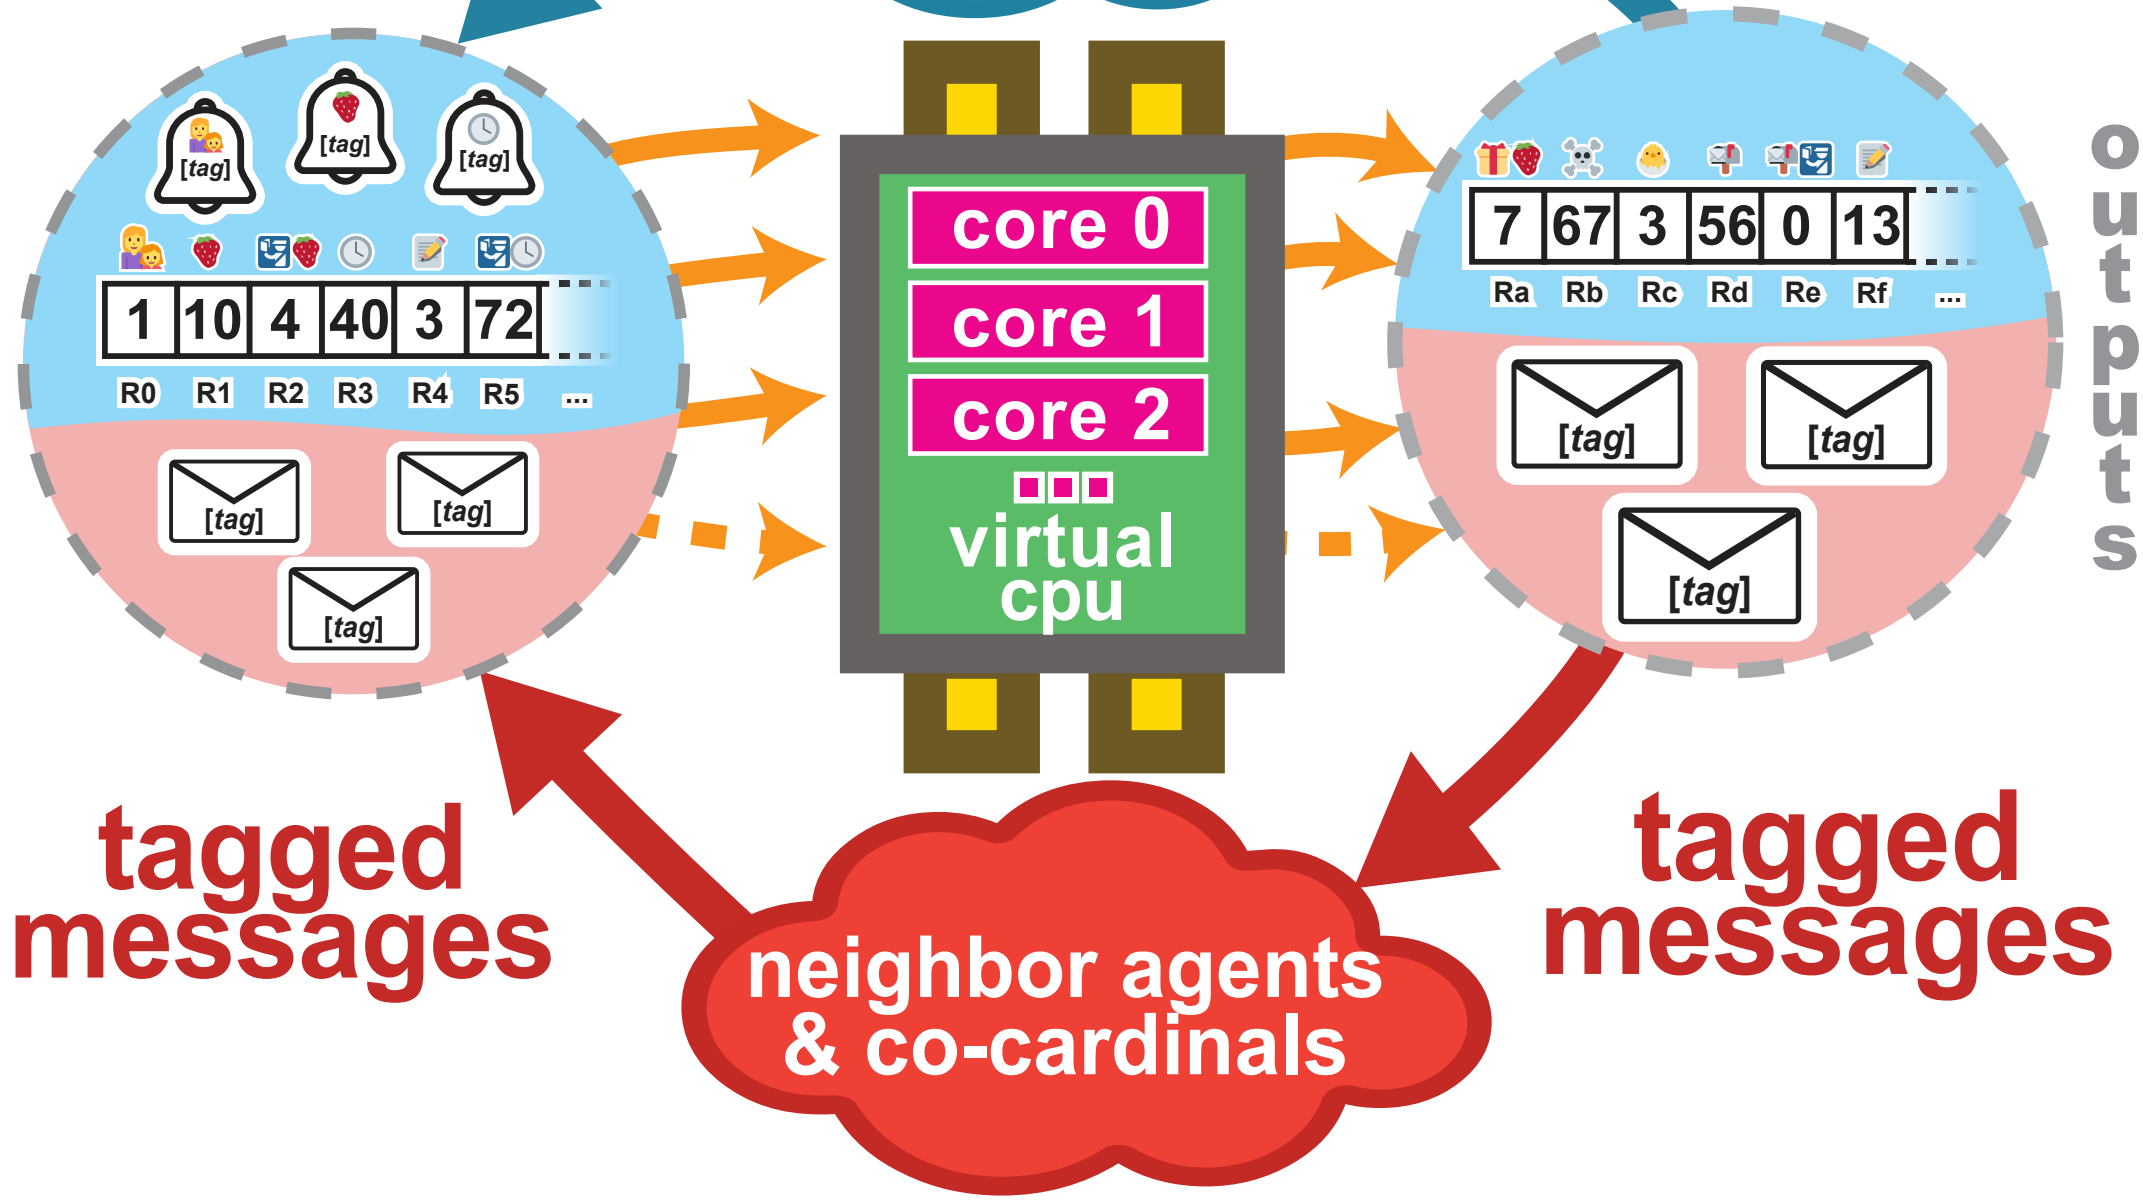 [tag]
[tag]
[tag]
1 10 4 40 3 72
R0 R1 R2 R3 R4 R5 ...
[tag]
[tag]
[tag]
core 0
core 1
core 2
virtual
cpu
7 67 3 56 0 13
Ra Rb Rc Rd Re Rf ...
[tag]
[tag]
[tag]
outputs
tagged
messages
neighbor agents
& co-cardinals
tagged
messages